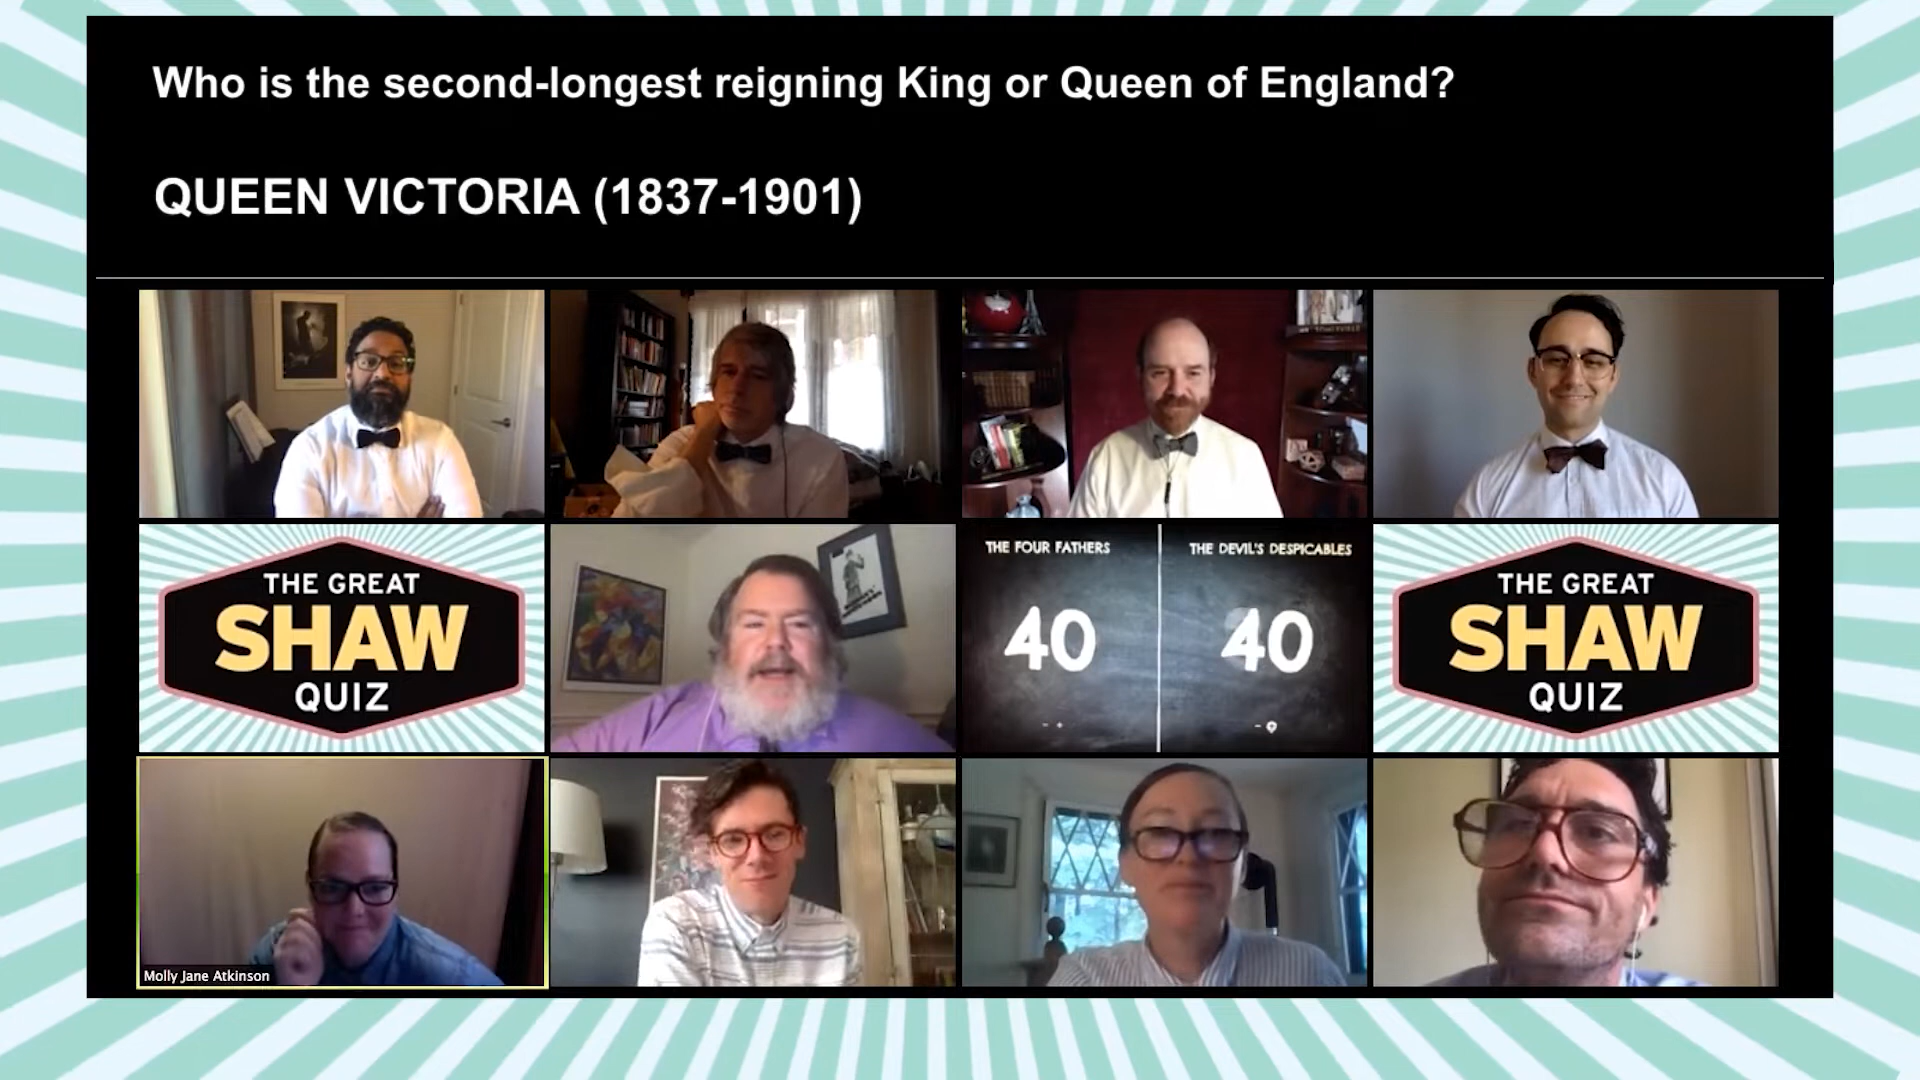 Who is the second-longest reigning King or Queen of England?
QUEEN VICTORIA (1837-1901)
THE GREAT
SHAW
QUIZ
THE FOUR FATHERS
THE DEVIL'S DESPICABLES
40
40
- +
- +
THE GREAT
SHAW
QUIZ
Molly Jane Atkinson